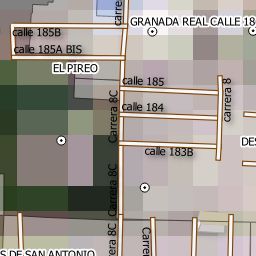 GRANADA REAL CALLE 18
calle 185B
calle 185A BIS
EL PIREO
calle 185
calle 184
carrera 8
Carrera 8C
calle 183B
DES
Carrera 8C
S DE SAN ANTONIO
8C